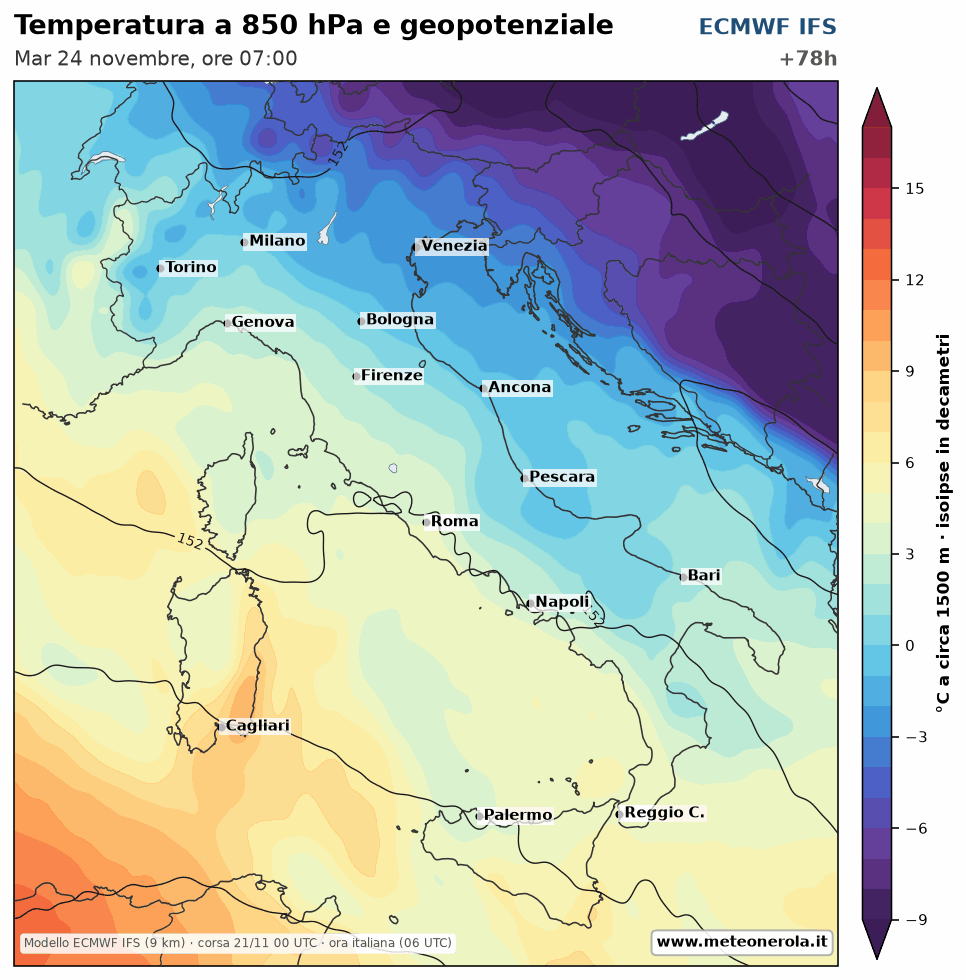 Temperatura a 850 hPa e geopotenziale
ECMWF IFS
Mar 24 novembre, ore 07:00
+78h
152
Milano
Venezia
Torino
Genova
Bologna
Firenze
Ancona
Pescara
152
Roma
Bari
Napoli
152
Cagliari
Palermo
Reggio C.
15
12
9
6
3
0
−3
−6
−9
°C a circa 1500 m · isoipse in decametri
Modello ECMWF IFS (9 km) · corsa 21/11 00 UTC · ora italiana (06 UTC)
www.meteonerola.it